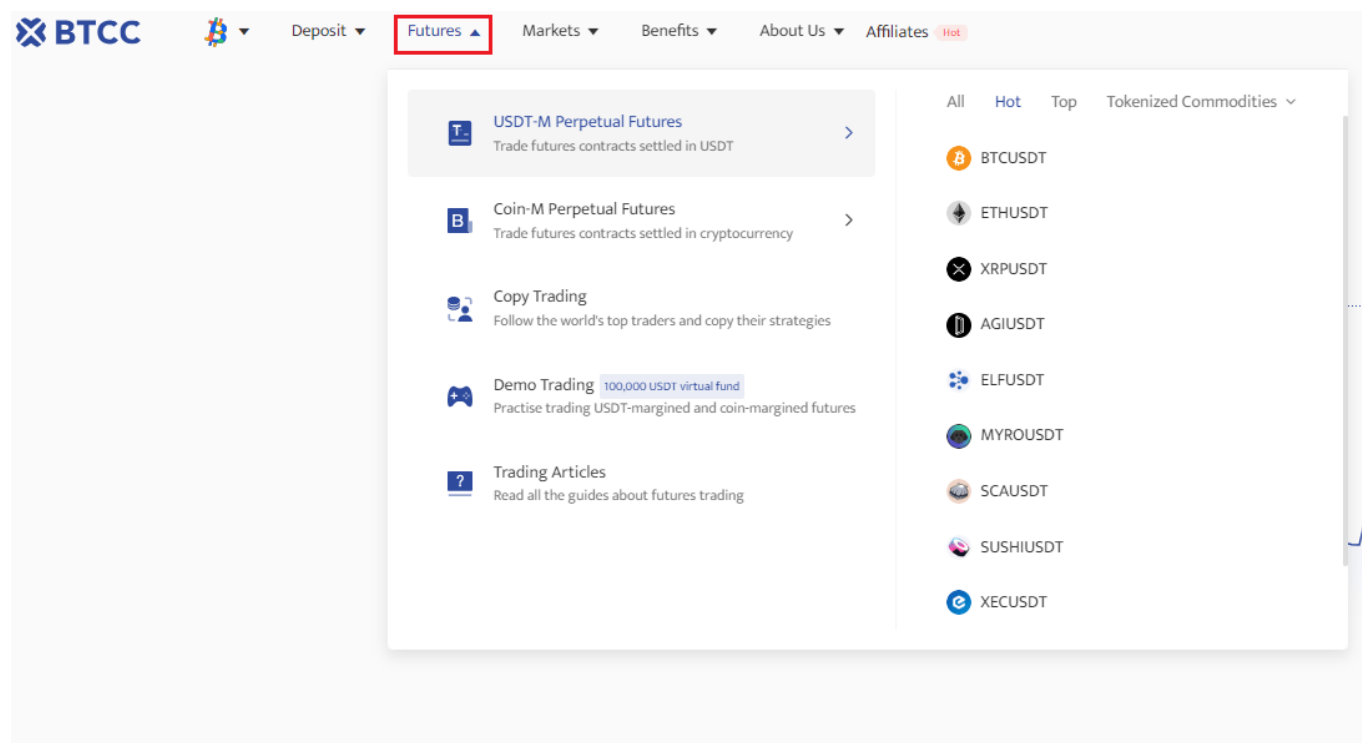 BTCC
Deposit
Futures
Markets
Benefits
About Us
Affiliates Hot
USDT-M Perpetual Futures
Trade futures contracts settled in USDT
Coin-M Perpetual Futures
Trade futures contracts settled in cryptocurrency
Copy Trading
Follow the world's top traders and copy their strategies
Demo Trading 100,000 USDT virtual fund
Practise trading USDT-margined and coin-margined futures
Trading Articles
Read all the guides about futures trading
All Hot Top Tokenized Commodities
BTCUSDT
ETHUSDT
XRPUSDT
AGIUSDT
ELFUSDT
MYROUSDT
SCAUSDT
SUSHIUSDT
XECUSDT